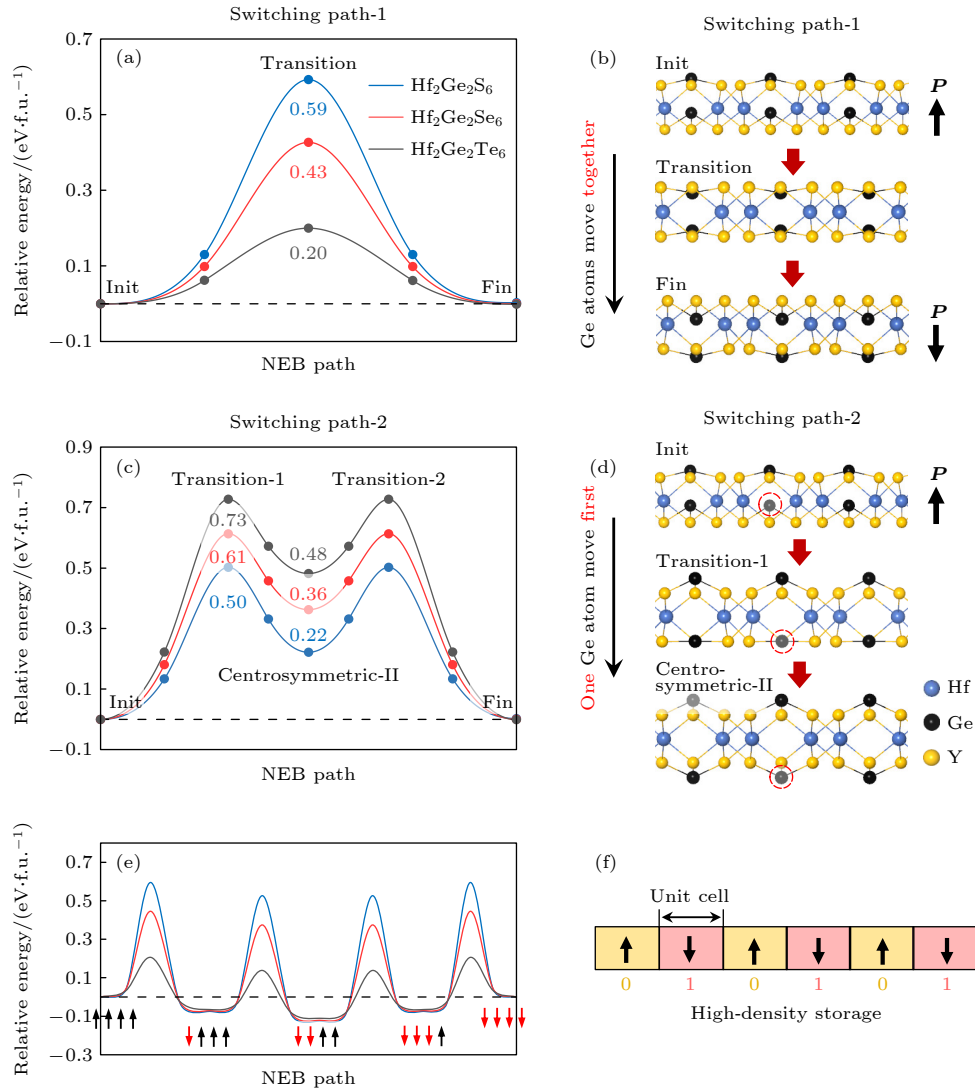 Switching path-1
(a)
Relative energy/(eV·f.u.⁻¹)
0.7
0.5
0.3
0.1
−0.1
Transition
0.59
0.43
0.20
Hf₂Ge₂S₆
Hf₂Ge₂Se₆
Hf₂Ge₂Te₆
Init
Fin
NEB path
Switching path-1
(b)
Init
P
Ge atoms move together
Transition
Fin
P
Switching path-2
(c)
Relative energy/(eV·f.u.⁻¹)
0.9
0.7
0.5
0.3
0.1
−0.1
Transition-1
Transition-2
0.73
0.61
0.50
0.48
0.36
0.22
Centrosymmetric-II
Init
Fin
NEB path
Switching path-2
(d)
Init
P
One Ge atom move first
Transition-1
Centro-
symmetric-II
Hf
Ge
Y
(e)
Relative energy/(eV·f.u.⁻¹)
0.7
0.5
0.3
0.1
−0.1
−0.3
NEB path
(f)
Unit cell
0 1 0 1 0 1
High-density storage